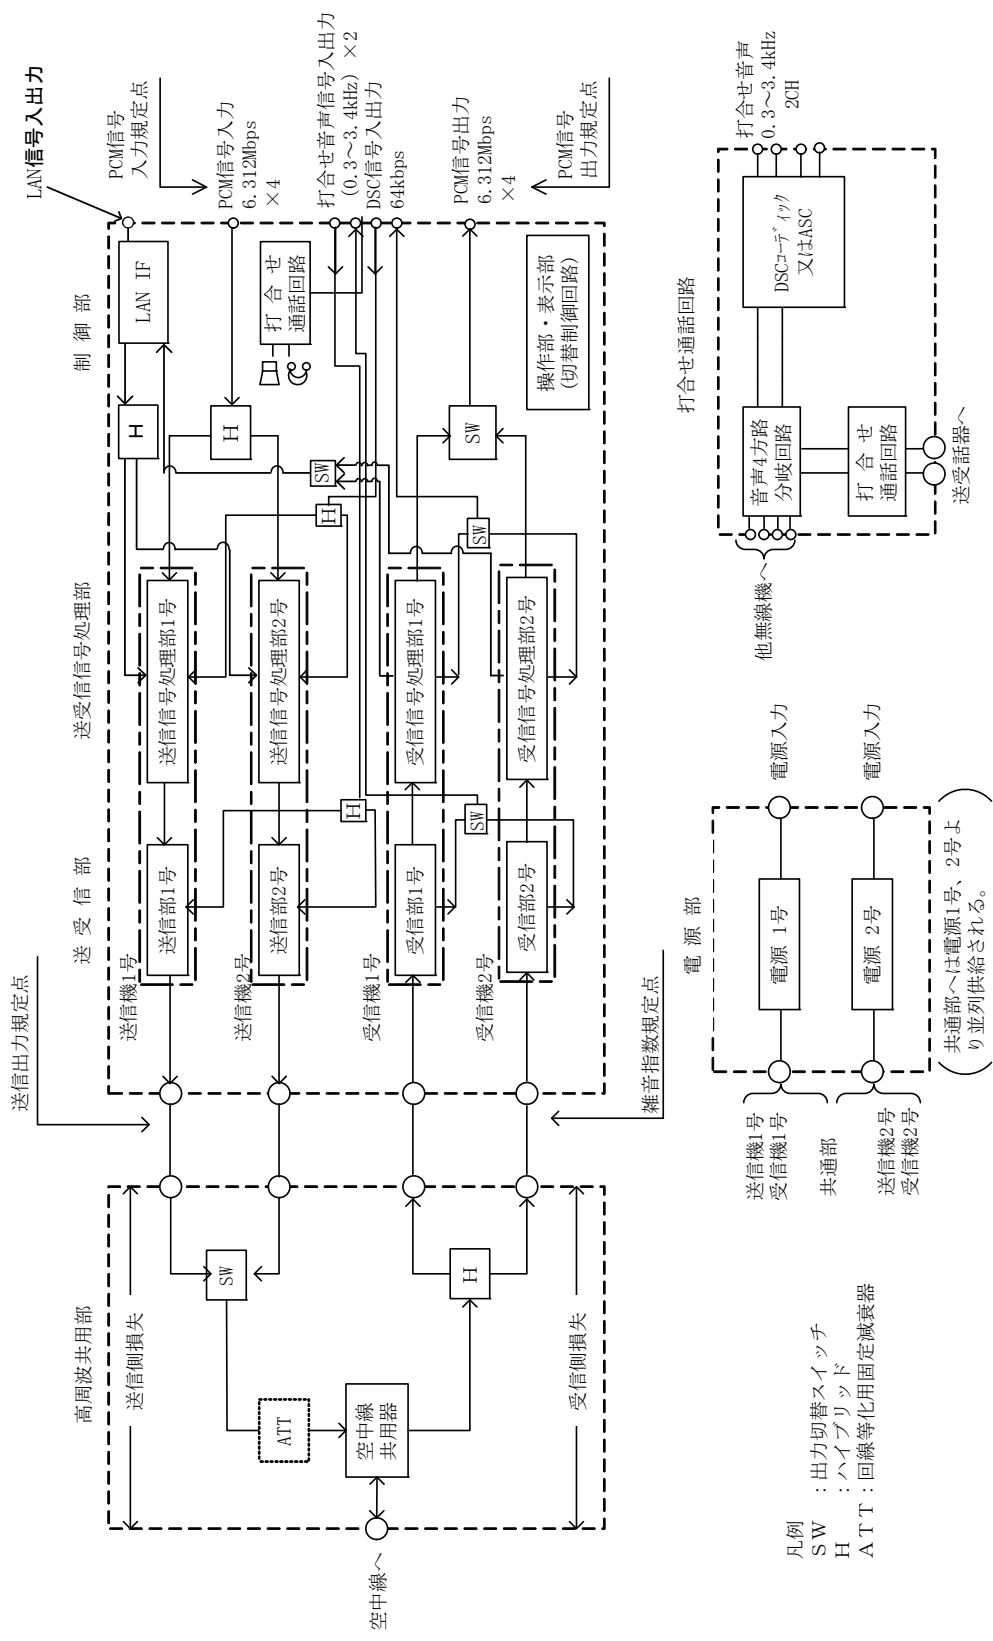 高周波共用部
送信側損失
SW
ATT
空中線
共用器
H
受信側損失
空中線へ
送信出力規定点
雑音指数規定点
送 受 信 部
送受信信号処理部
制 御 部
送信機1号
送信部1号
送信信号処理部1号
送信機2号
送信部2号
送信信号処理部2号
受信機1号
受信部1号
受信信号処理部1号
受信機2号
受信部2号
受信信号処理部2号
H
SW
H
SW
H
H
SW
SW
LAN IF
打 合 せ
通話回路
操作部・表示部
(切替制御回路)
LAN信号入出力
PCM信号
入力規定点
PCM信号入力
6.312Mbps
×4
打合せ音声信号入出力
(0.3～3.4kHz) ×2
DSC信号入出力
64kbps
PCM信号出力
6.312Mbps
×4
PCM信号
出力規定点
凡例
SW :出力切替スイッチ
H :ハイブリッド
ATT :回線等化用固定減衰器
電 源 部
送信機1号
受信機1号
共通部
送信機2号
受信機2号
電源 1号
電源 2号
電源入力
電源入力
共通部へは電源1号、2号よ
り並列供給される。
打合せ通話回路
他無線機へ
音声4方路
分岐回路
打 合 せ
通話回路
送受話器へ
DSCコーディック
又はASC
打合せ音声
0.3～3.4kHz
2CH